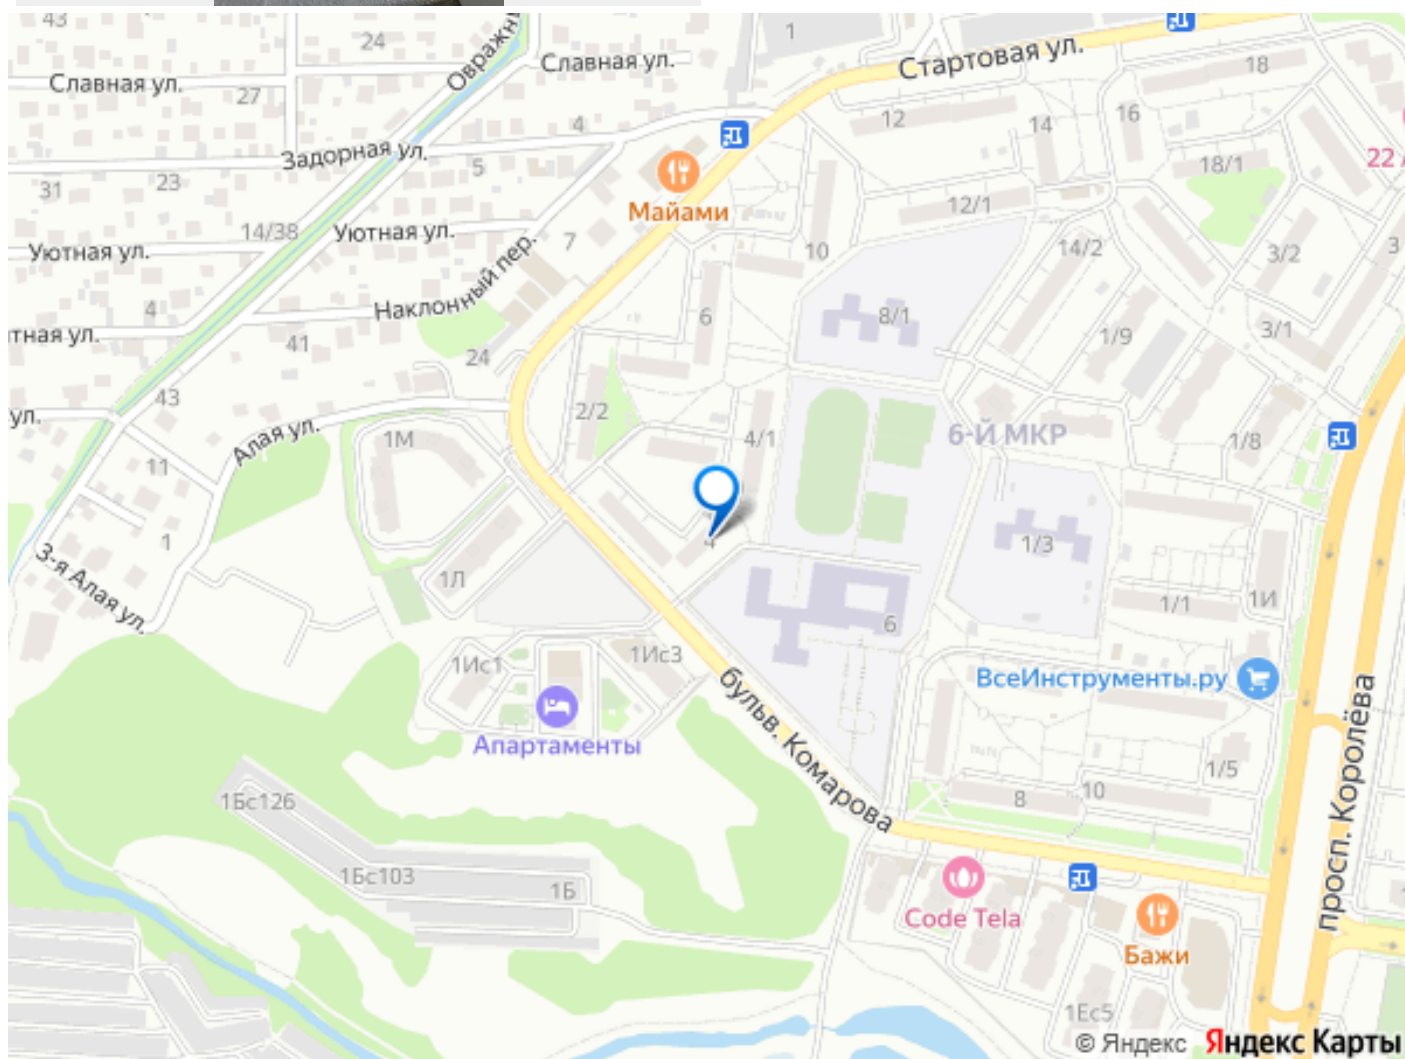 43
24
Славная ул.
27
Овражн
Славная ул.
1
Стартовая ул.
18
12
14
16
4
Задорная ул.
5
31
23
Майами
18/1
22
12/1
14/38
Уютная ул.
Уютная ул.
7
10
14/2
3/2
3
Наклонный пер.
4
тная ул.
41
6
8/1
1/9
3/1
24
43
ул.
2/2
Алая ул.
1М
4/1
6-Й МКР
1/8
11
1
4
1/3
3-я Алая ул.
1Л
1/1
1И
6
1Ис1
1Ис3
ВсеИнструменты.ру
Апартаменты
бульв. Комарова
просп. Королёва
1/5
1Бс126
8
10
1Бс103
1Б
Code Tela
Бажи
1Ес5
© Яндекс Яндекс Карты